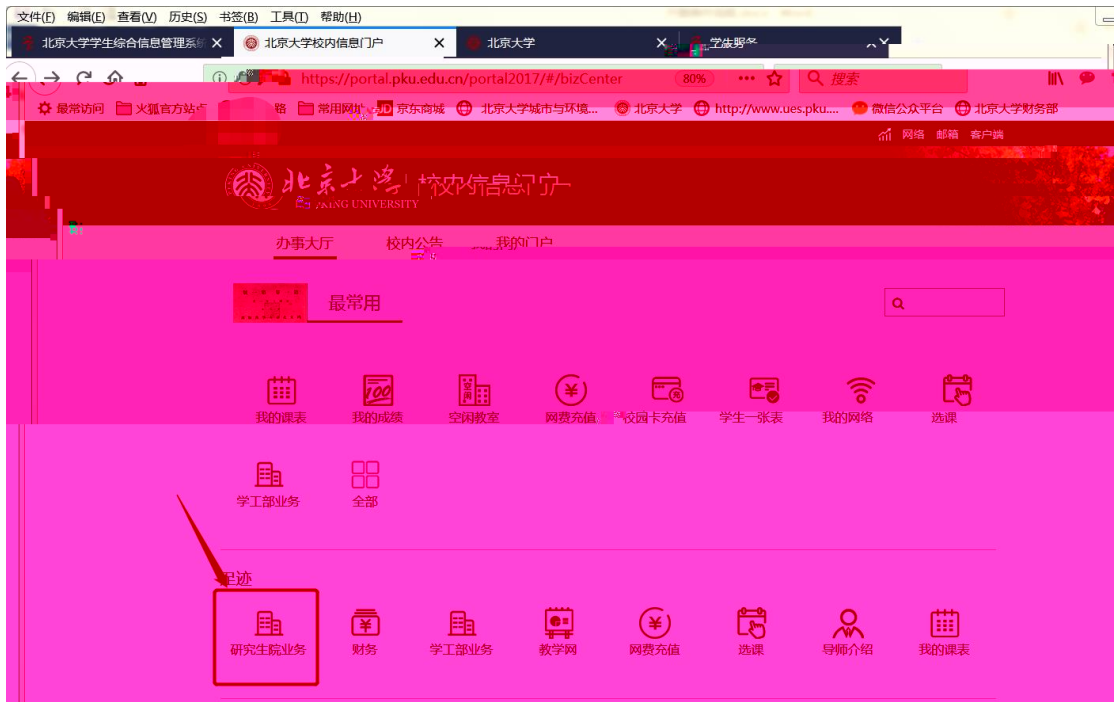 文件(F) 编辑(E) 查看(V) 历史(S) 书签(B) 工具(T) 帮助(H)
北京大学学生综合信息管理系统 × 北京大学校内信息门户 × 北京大学 ×
https://portal.pku.edu.cn/portal2017/#/bizCenter 80% ••• 搜索
最常访问 火狐官方站点 常用网址 JD 京东商城 北京大学城市与环境... 北京大学 http://www.ues.pku.... 微信公众平台 北京大学财务部
网络 邮箱 客户端
北京大学 校内信息门户
UNIVERSITY
办事大厅 校内公告 我的门户
最常用
我的课表 我的成绩 空闲教室 网费充值 校园卡充值 学生一张表 我的网络 选课
学工部业务 全部
足迹
研究生院业务 财务 学工部业务 教学网 网费充值 选课 导师介绍 我的课表